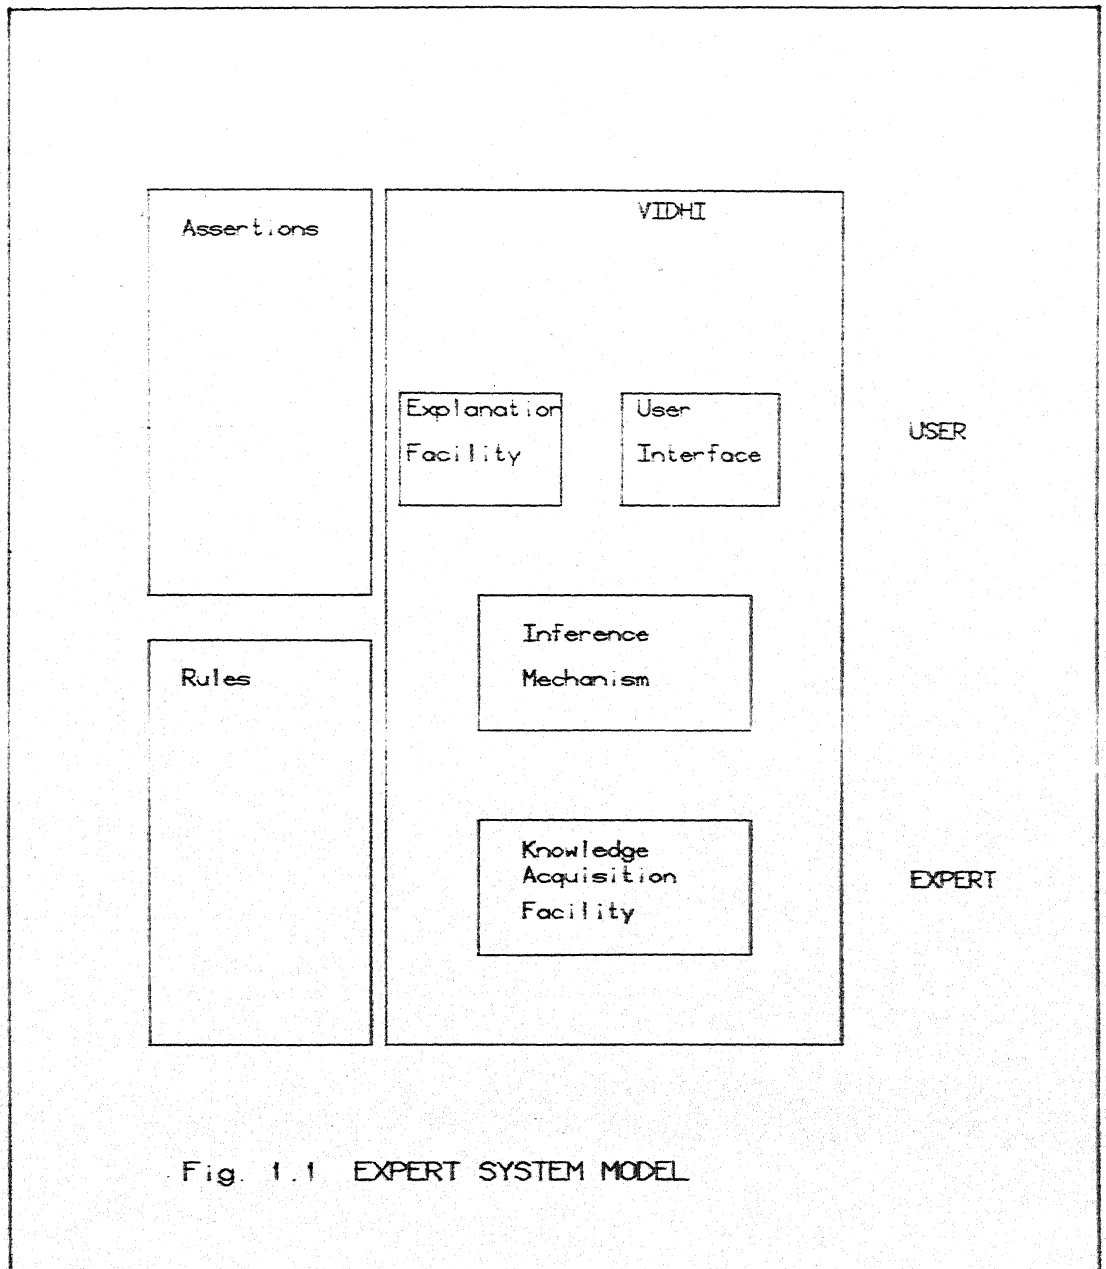 Assertions
VIDHI
Explanation
Facility
User
Interface
USER
Inference
Mechanism
Rules
Knowledge
Acquisition
Facility
EXPERT
Fig. 1.1 EXPERT SYSTEM MODEL